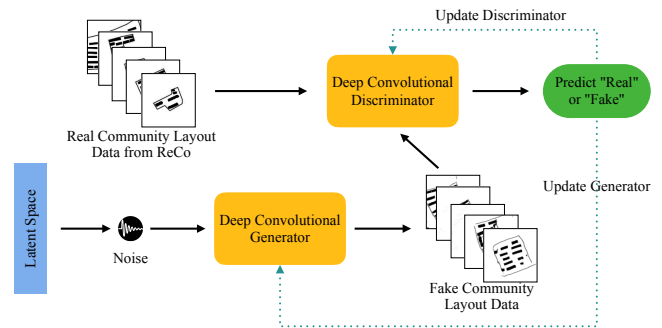 Update Discriminator
Deep Convolutional
Discriminator
Predict "Real"
or "Fake"
Real Community Layout
Data from ReCo
Latent Space
Noise
Deep Convolutional
Generator
Update Generator
Fake Community
Layout Data